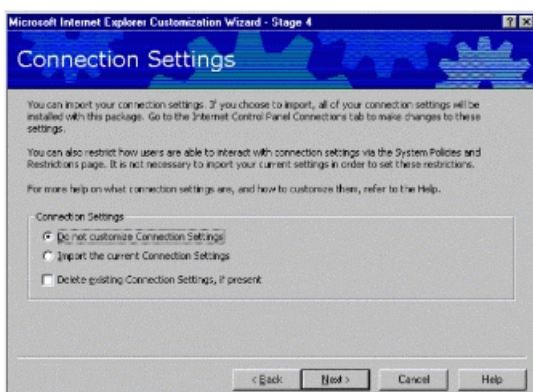 Microsoft Internet Explorer Customization Wizard - Stage 4
Connection Settings
You can import your connection settings. If you choose to import, all of your connection settings will be
installed with this package. Go to the Internet Control Panel Connections tab to make changes to these
settings.
You can also restrict how users are able to interact with connection settings via the System Policies and
Restrictions page. It is not necessary to import your current settings in order to set these restrictions.
For more help on what connection settings are, and how to customize them, refer to the Help.
Connection Settings
Do not customize Connection Settings
Import the current Connection Settings
Delete existing Connection Settings, if present
< Back Next > Cancel Help